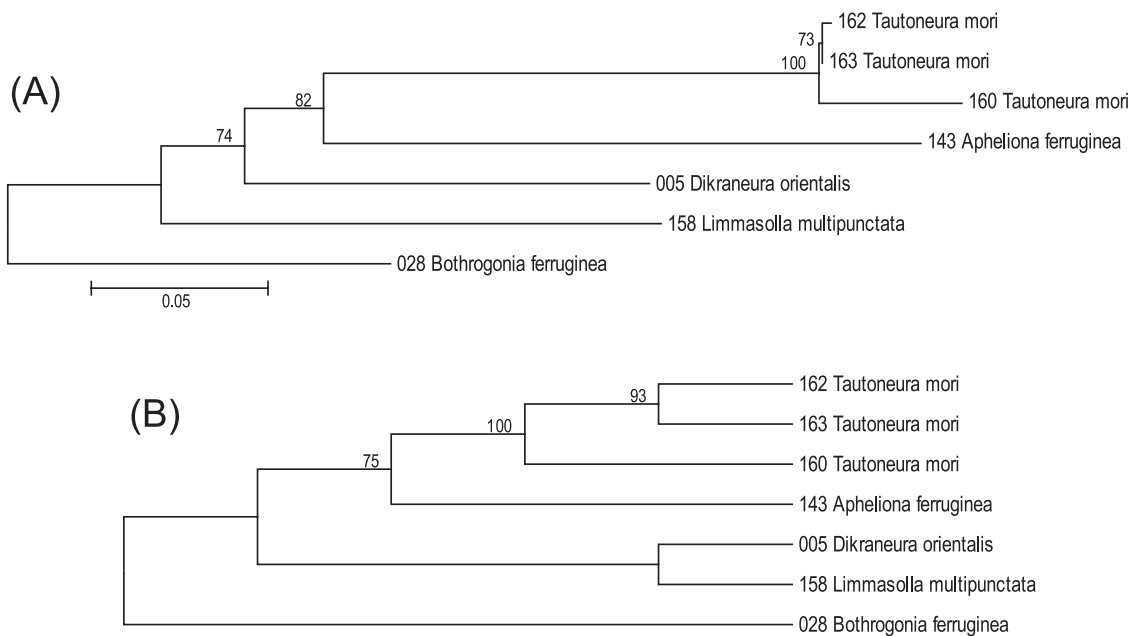 162 Tautoneura mori
73
163 Tautoneura mori
100
(A)
82
160 Tautoneura mori
74
143 Apheliona ferruginea
005 Dikraneura orientalis
158 Limmasolla multipunctata
028 Bothrogonia ferruginea
0.05
162 Tautoneura mori
93
(B)
163 Tautoneura mori
100
75
160 Tautoneura mori
143 Apheliona ferruginea
005 Dikraneura orientalis
158 Limmasolla multipunctata
028 Bothrogonia ferruginea